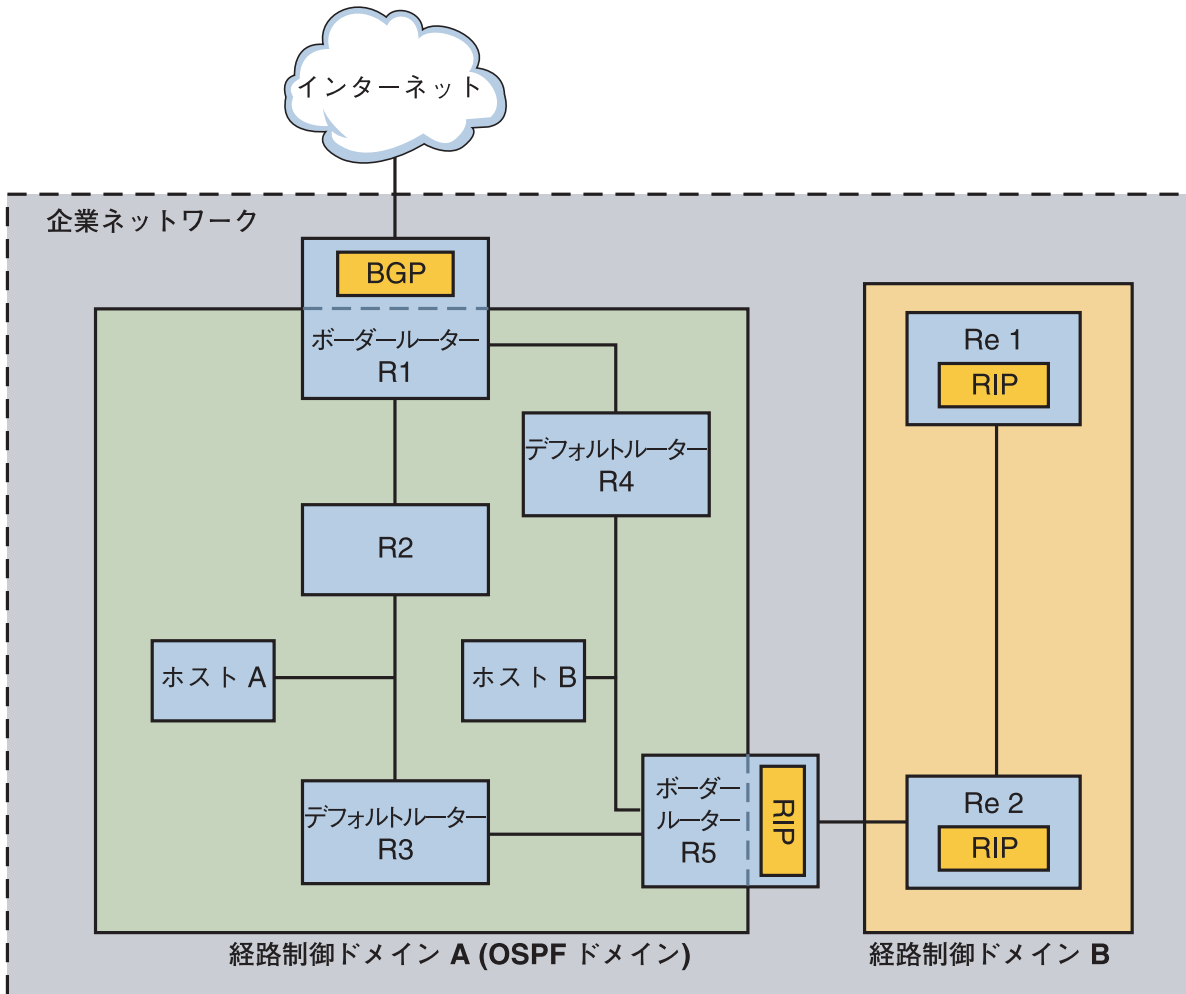 インターネット
企業ネットワーク
BGP
ボーダールーター
R1
デフォルトルーター
R4
R2
ホスト A
ホスト B
デフォルトルーター
R3
ボーダー
ルーター
R5
RIP
Re 1
RIP
Re 2
RIP
経路制御ドメイン A (OSPF ドメイン)
経路制御ドメイン B